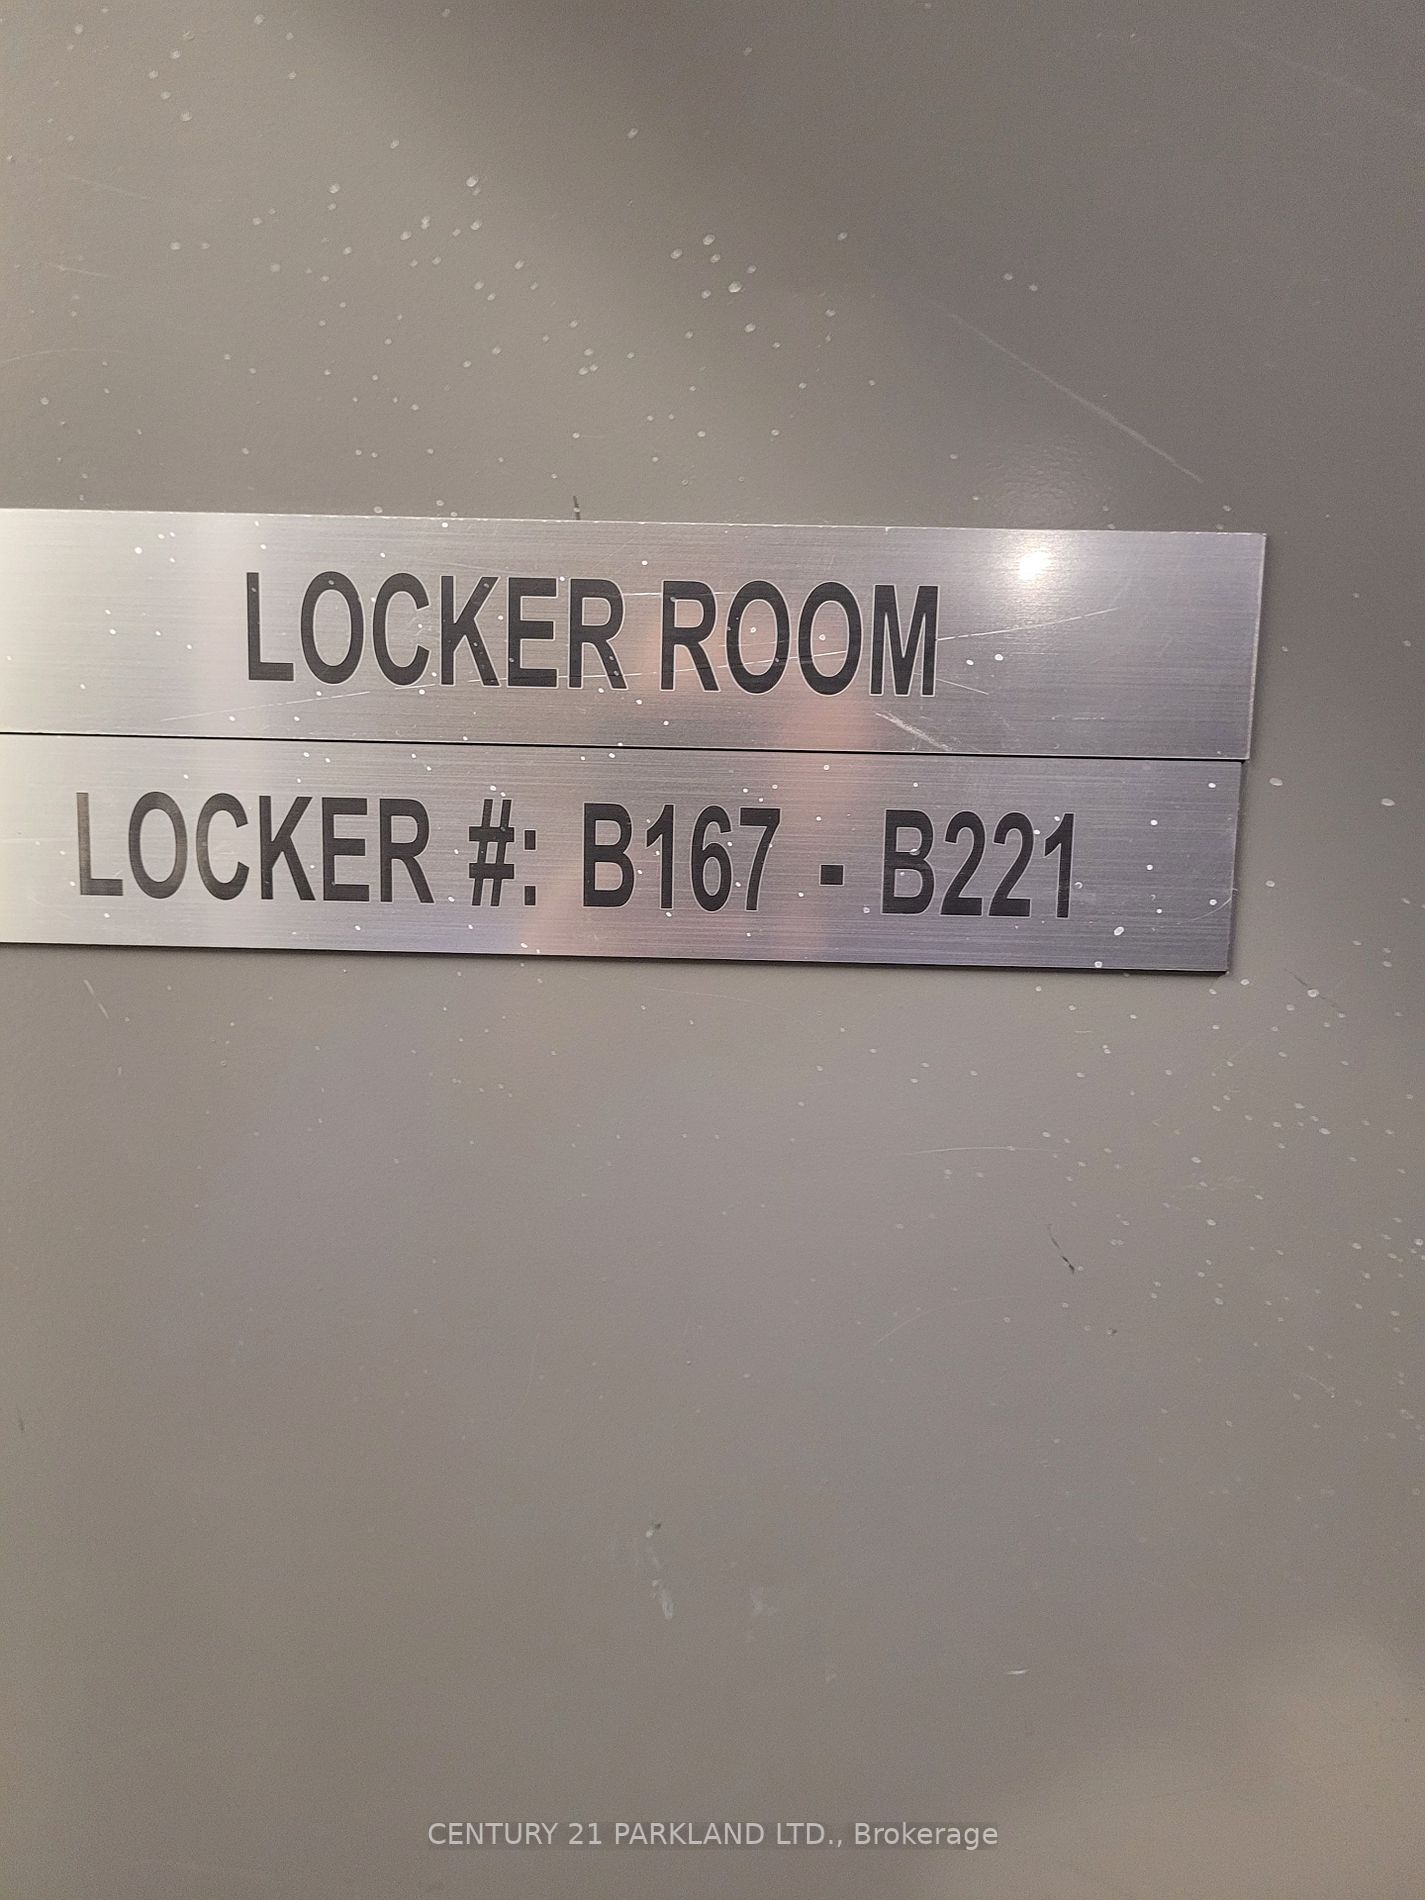 LOCKER ROOM
LOCKER #: B167 - B221
CENTURY 21 PARKLAND LTD., Brokerage